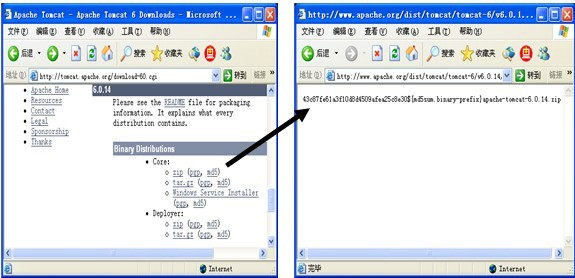 Apache Tomcat - Apache Tomcat 6 Downloads - Microsoft ...
文件(F) 编辑(E) 查看(V) 收藏(A) 工具(T) 帮助(H)
后退 搜索 收藏夹
地址(D) http://tomcat.apache.org/download-60.cgi 转到 链接 »
Apache Home
Resources
Contact
Legal
Sponsorship
Thanks
6.0.14
Please see the README file for packaging
information. It explains what every
distribution contains.
Binary Distributions
Core:
zip (pgp, md5)
tar.gz (pgp, md5)
Windows Service Installer
(pgp, md5)
Deployer:
zip (pgp, md5)
tar.gz (pgp, md5)
Internet
http://www.apache.org/dist/tomcat/tomcat-6/v6.0.1...
文件(F) 编辑(E) 查看(V) 收藏(A) 工具(T) 帮助(H)
后退 搜索 收藏夹
地址(D) http://www.apache.org/dist/tomcat/tomcat-6/v6.0.14, 转到 链接 »
43c87fe61a3f10d3d4509afea25c8e30$[md5sum.binary-prefix]apache-tomcat-6.0.14.zip
完毕 Internet